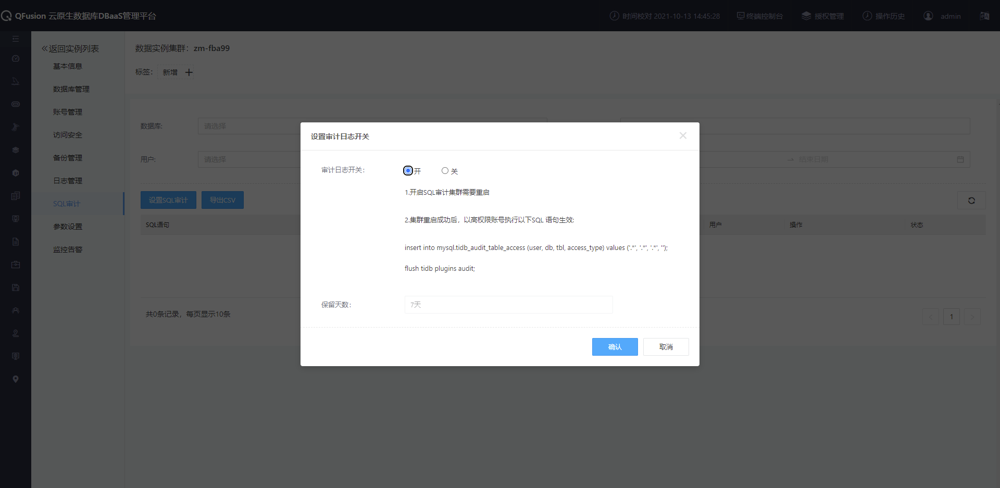 QFusion 云原生数据库DBaaS管理平台
时间校对 2021-10-13 14:45:28
终端控制台
授权管理
操作历史
admin
返回实例列表
基本信息
数据库管理
账号管理
访问安全
备份管理
日志管理
SQL审计
参数设置
监控告警
数据实例集群：zm-fba99
标签：
新增
数据库:
请选择
用户:
请选择
结束日期
设置SQL审计
导出CSV
SQL语句
用户
操作
状态
共0条记录，每页显示10条
1
设置审计日志开关
审计日志开关:
开
关
1.开启SQL审计集群需要重启
2.集群重启成功后，以高权限账号执行以下SQL 语句生效:
insert into mysql.tidb_audit_table_access (user, db, tbl, access_type) values ('.*', '.*', '.*', '');
flush tidb plugins audit;
保留天数:
7天
确认
取消